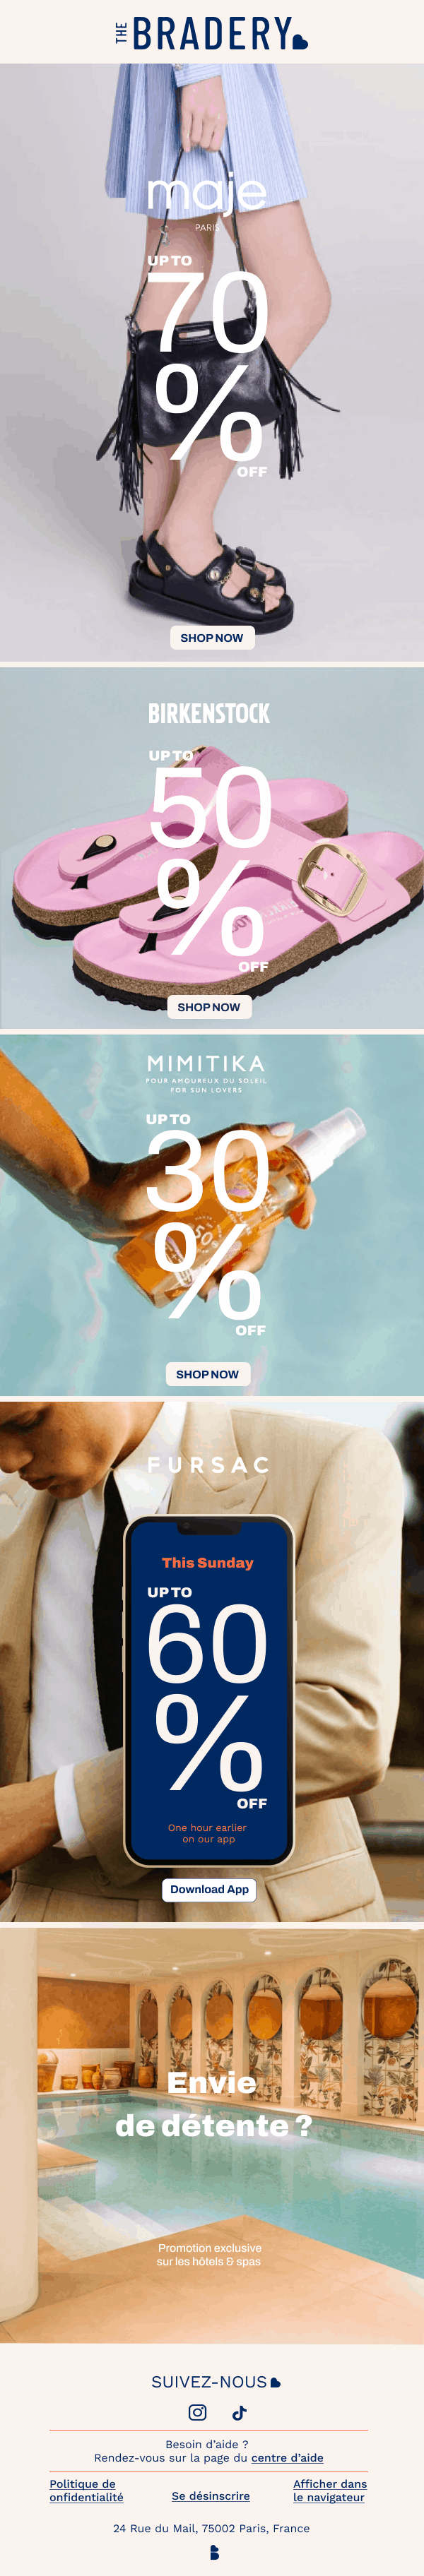 THE BRADERY
maje
PARIS
UP TO
70
%
OFF
SHOP NOW
BIRKENSTOCK
UP TO
50
%
OFF
SHOP NOW
MIMITIKA
POUR AMOUREUX DU SOLEIL
FOR SUN LOVERS
UP TO
30
%
OFF
SHOP NOW
FURSAC
This Sunday
UP TO
60
%
OFF
One hour earlier
on our app
Download App
Envie
de détente ?
Promotion exclusive
sur les hôtels & spas
SUIVEZ-NOUS
Besoin d'aide ?
Rendez-vous sur la page du centre d'aide
Politique de
onfidentialité
Se désinscrire
Afficher dans
le navigateur
24 Rue du Mail, 75002 Paris, France